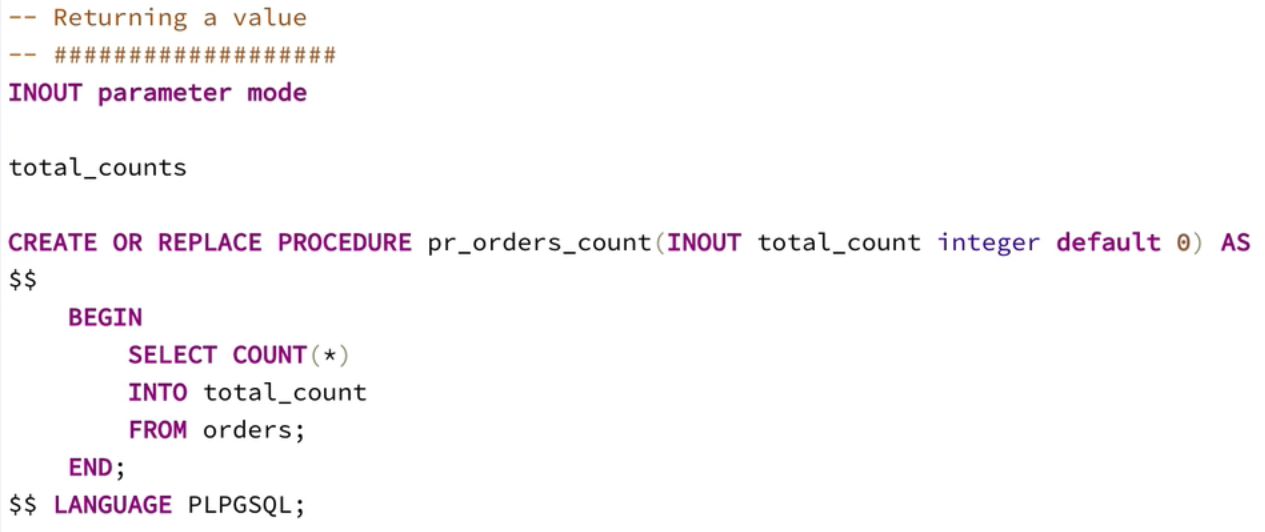 -- Returning a value
-- ###################
INOUT parameter mode
total_counts
CREATE OR REPLACE PROCEDURE pr_orders_count(INOUT total_count integer default 0) AS
$$
BEGIN
SELECT COUNT(*)
INTO total_count
FROM orders;
END;
$$ LANGUAGE PLPGSQL;